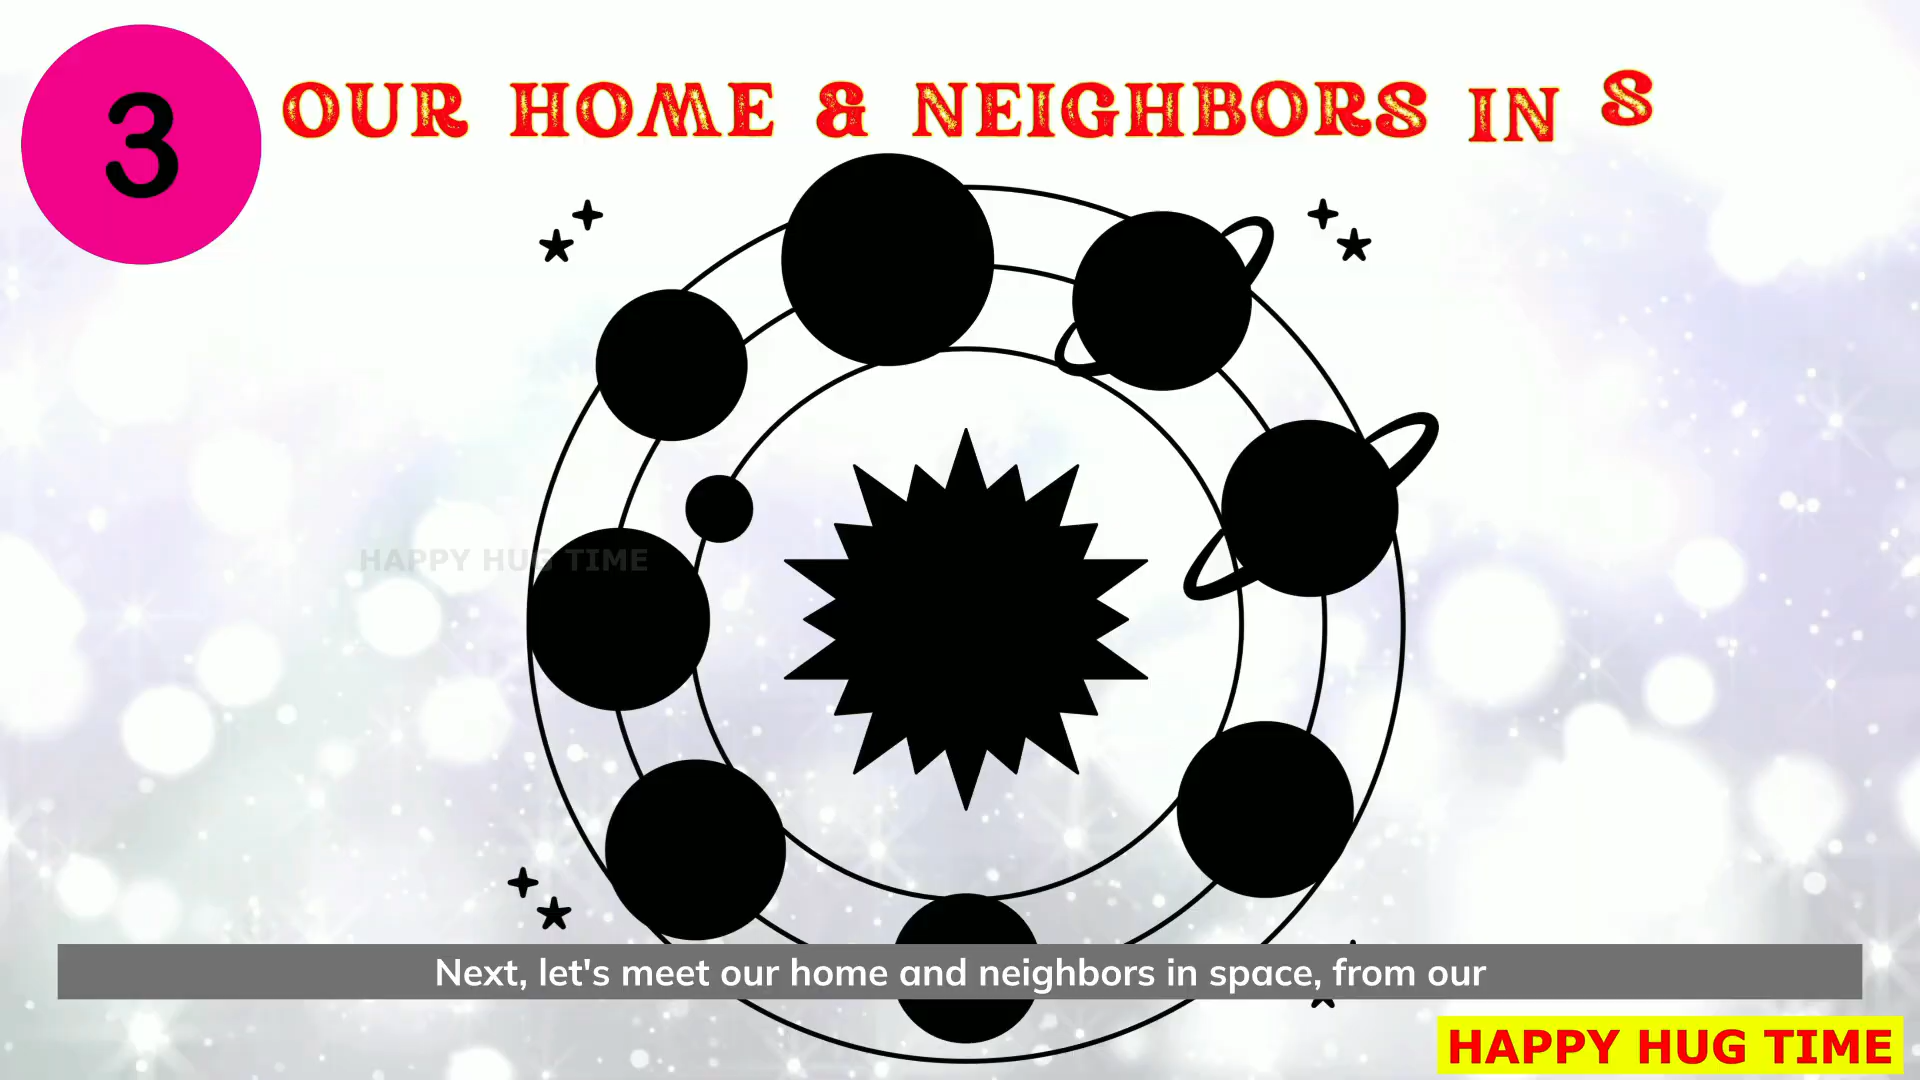 3
OUR HOME & NEIGHBORS IN S
HAPPY HUG TIME
Next, let's meet our home and neighbors in space, from our
HAPPY HUG TIME